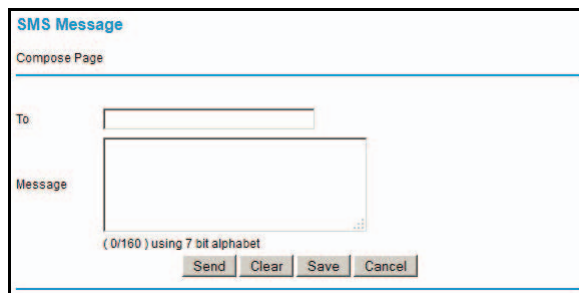 SMS Message
Compose Page
To
Message
( 0/160 ) using 7 bit alphabet
Send Clear Save Cancel